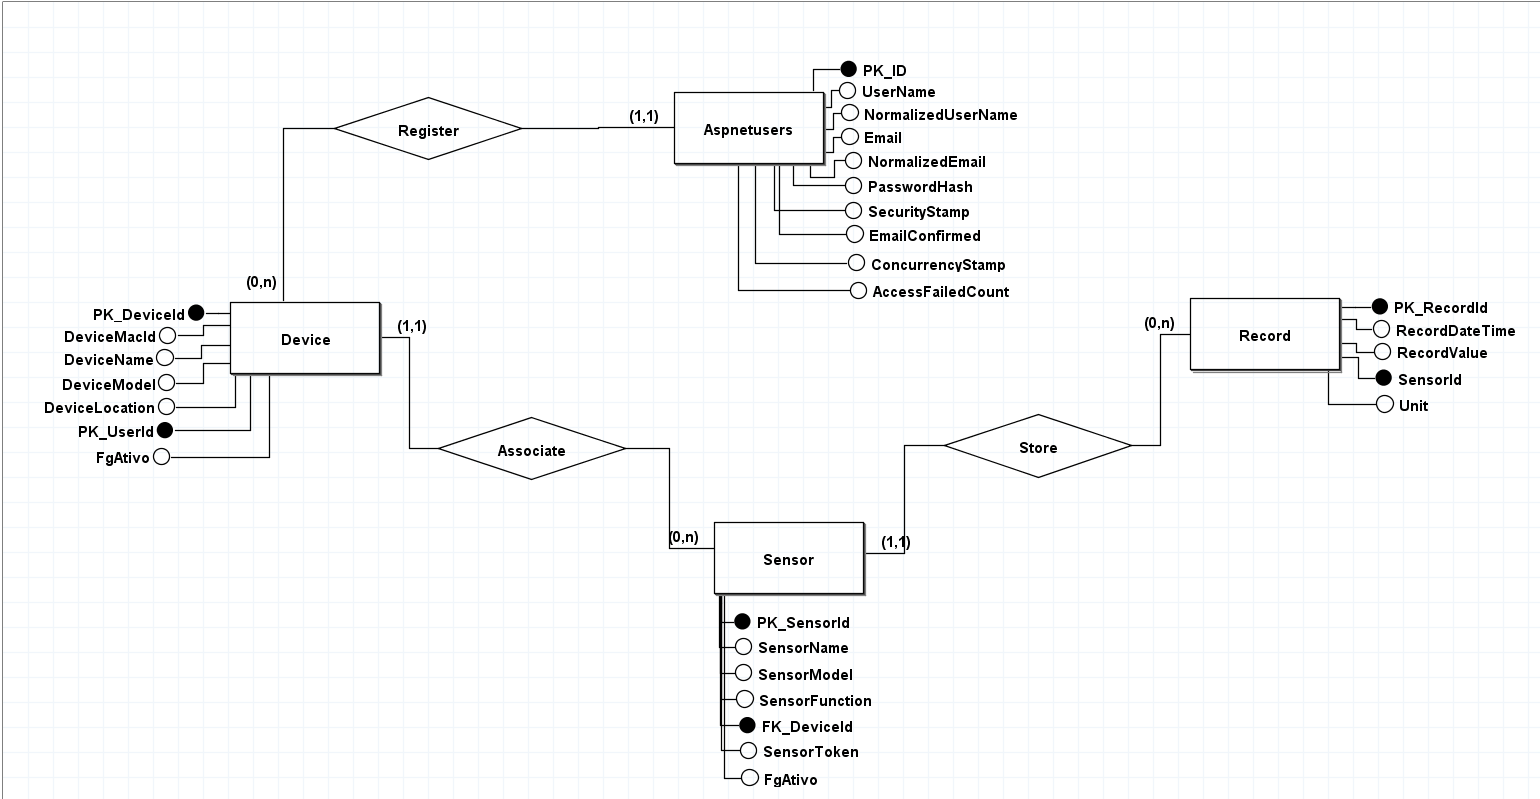 PK_ID
UserName
NormalizedUserName
Email
NormalizedEmail
PasswordHash
SecurityStamp
EmailConfirmed
ConcurrencyStamp
AccessFailedCount
Aspnetusers
(1,1)
Register
(0,n)
PK_DeviceId
DeviceMacId
DeviceName
DeviceModel
DeviceLocation
PK_UserId
FgAtivo
Device
(1,1)
Associate
(0,n)
Sensor
(1,1)
PK_SensorId
SensorName
SensorModel
SensorFunction
FK_DeviceId
SensorToken
FgAtivo
Store
(0,n)
Record
PK_RecordId
RecordDateTime
RecordValue
SensorId
Unit